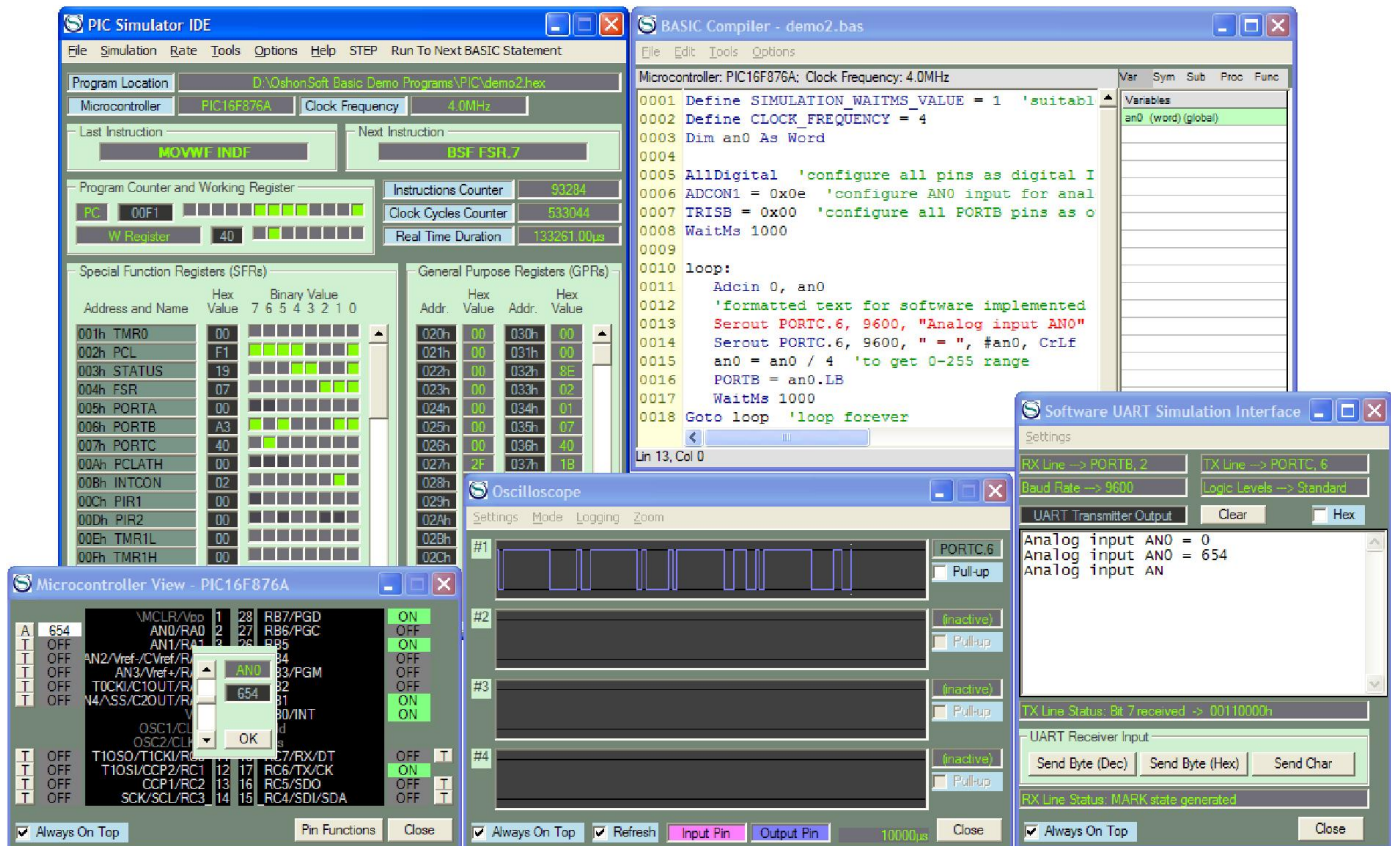 PIC Simulator IDE
File Simulation Rate Tools Options Help STEP Run To Next BASIC Statement
Program Location D:\OshonSoft Basic Demo Programs\PIC\demo2.hex
Microcontroller PIC16F876A Clock Frequency 4.0MHz
Last Instruction Next Instruction
MOVWF INDF BSF FSR,7
Program Counter and Working Register
PC 00F1
W Register 40
Instructions Counter 93284
Clock Cycles Counter 533044
Real Time Duration 133261.00µs
Special Function Registers (SFRs)
Address and Name Hex Value Binary Value 7 6 5 4 3 2 1 0
001h TMR0 00
002h PCL F1
003h STATUS 19
004h FSR 07
005h PORTA 00
006h PORTB A3
007h PORTC 40
00Ah PCLATH 00
00Bh INTCON 02
00Ch PIR1 00
00Dh PIR2 00
00Eh TMR1L 00
00Fh TMR1H 00
General Purpose Registers (GPRs)
Addr. Hex Value Addr. Hex Value
020h 00 030h 00
021h 00 031h 00
022h 00 032h 8E
023h 00 033h 02
024h 00 034h 01
025h 00 035h 07
026h 00 036h 40
027h 2F 037h 1B
028h
029h
02Ah
02Bh
02Ch
BASIC Compiler - demo2.bas
File Edit Tools Options
Microcontroller: PIC16F876A; Clock Frequency: 4.0MHz
Var Sym Sub Proc Func
Variables
an0 (word) (global)
0001 Define SIMULATION_WAITMS_VALUE = 1 'suitabl
0002 Define CLOCK_FREQUENCY = 4
0003 Dim an0 As Word
0004
0005 AllDigital 'configure all pins as digital I
0006 ADCON1 = 0x0e 'configure AN0 input for anal
0007 TRISB = 0x00 'configure all PORTB pins as o
0008 WaitMs 1000
0009
0010 loop:
0011 Adcin 0, an0
0012 'formatted text for software implemented
0013 Serout PORTC.6, 9600, "Analog input AN0"
0014 Serout PORTC.6, 9600, " = ", #an0, CrLf
0015 an0 = an0 / 4 'to get 0-255 range
0016 PORTB = an0.LB
0017 WaitMs 1000
0018 Goto loop 'loop forever
Lin 13, Col 0
Software UART Simulation Interface
Settings
RX Line --> PORTB, 2 TX Line --> PORTC, 6
Baud Rate --> 9600 Logic Levels --> Standard
UART Transmitter Output Clear Hex
Analog input AN0 = 0
Analog input AN0 = 654
Analog input AN
TX Line Status: Bit 7 received -> 00110000h
UART Receiver Input
Send Byte (Dec) Send Byte (Hex) Send Char
RX Line Status: MARK state generated
Always On Top Close
Oscilloscope
Settings Mode Logging Zoom
#1 PORTC.6
Pull-up
#2 (inactive)
Pull-up
#3 (inactive)
Pull-up
#4 (inactive)
Pull-up
Always On Top Refresh Input Pin Output Pin 10000µs Close
Microcontroller View - PIC16F876A
\MCLR/Vpp 1 28 RB7/PGD ON
A 654 AN0/RA0 2 27 RB6/PGC OFF
T OFF AN1/RA1 3 26 RB5 ON
T OFF AN2/Vref-/CVref/RA B4 OFF
T OFF AN3/Vref+/R B3/PGM OFF
T OFF T0CKI/C1OUT/R B2 OFF
T OFF N4/\SS/C2OUT/R B1 ON
V B0/INT ON
OSC1/CL
OSC2/CLK
T OFF T1OSO/T1CKI/RC0 RC7/RX/DT OFF T
T OFF T1OSI/CCP2/RC1 12 17 RC6/TX/CK ON
T OFF CCP1/RC2 13 16 RC5/SDO OFF T
T OFF SCK/SCL/RC3 14 15 RC4/SDI/SDA OFF T
AN0
654
OK
Always On Top Pin Functions Close